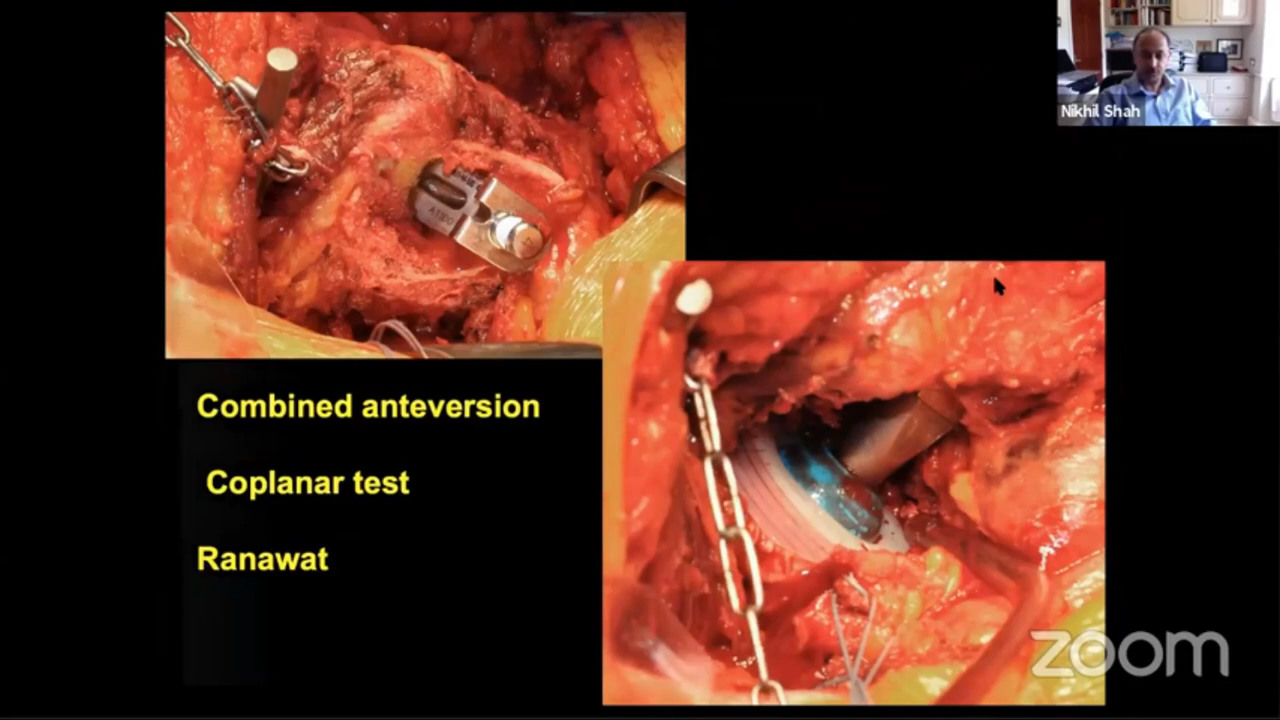 Nikhil Shah
Combined anteversion
Coplanar test
Ranawat
zoom